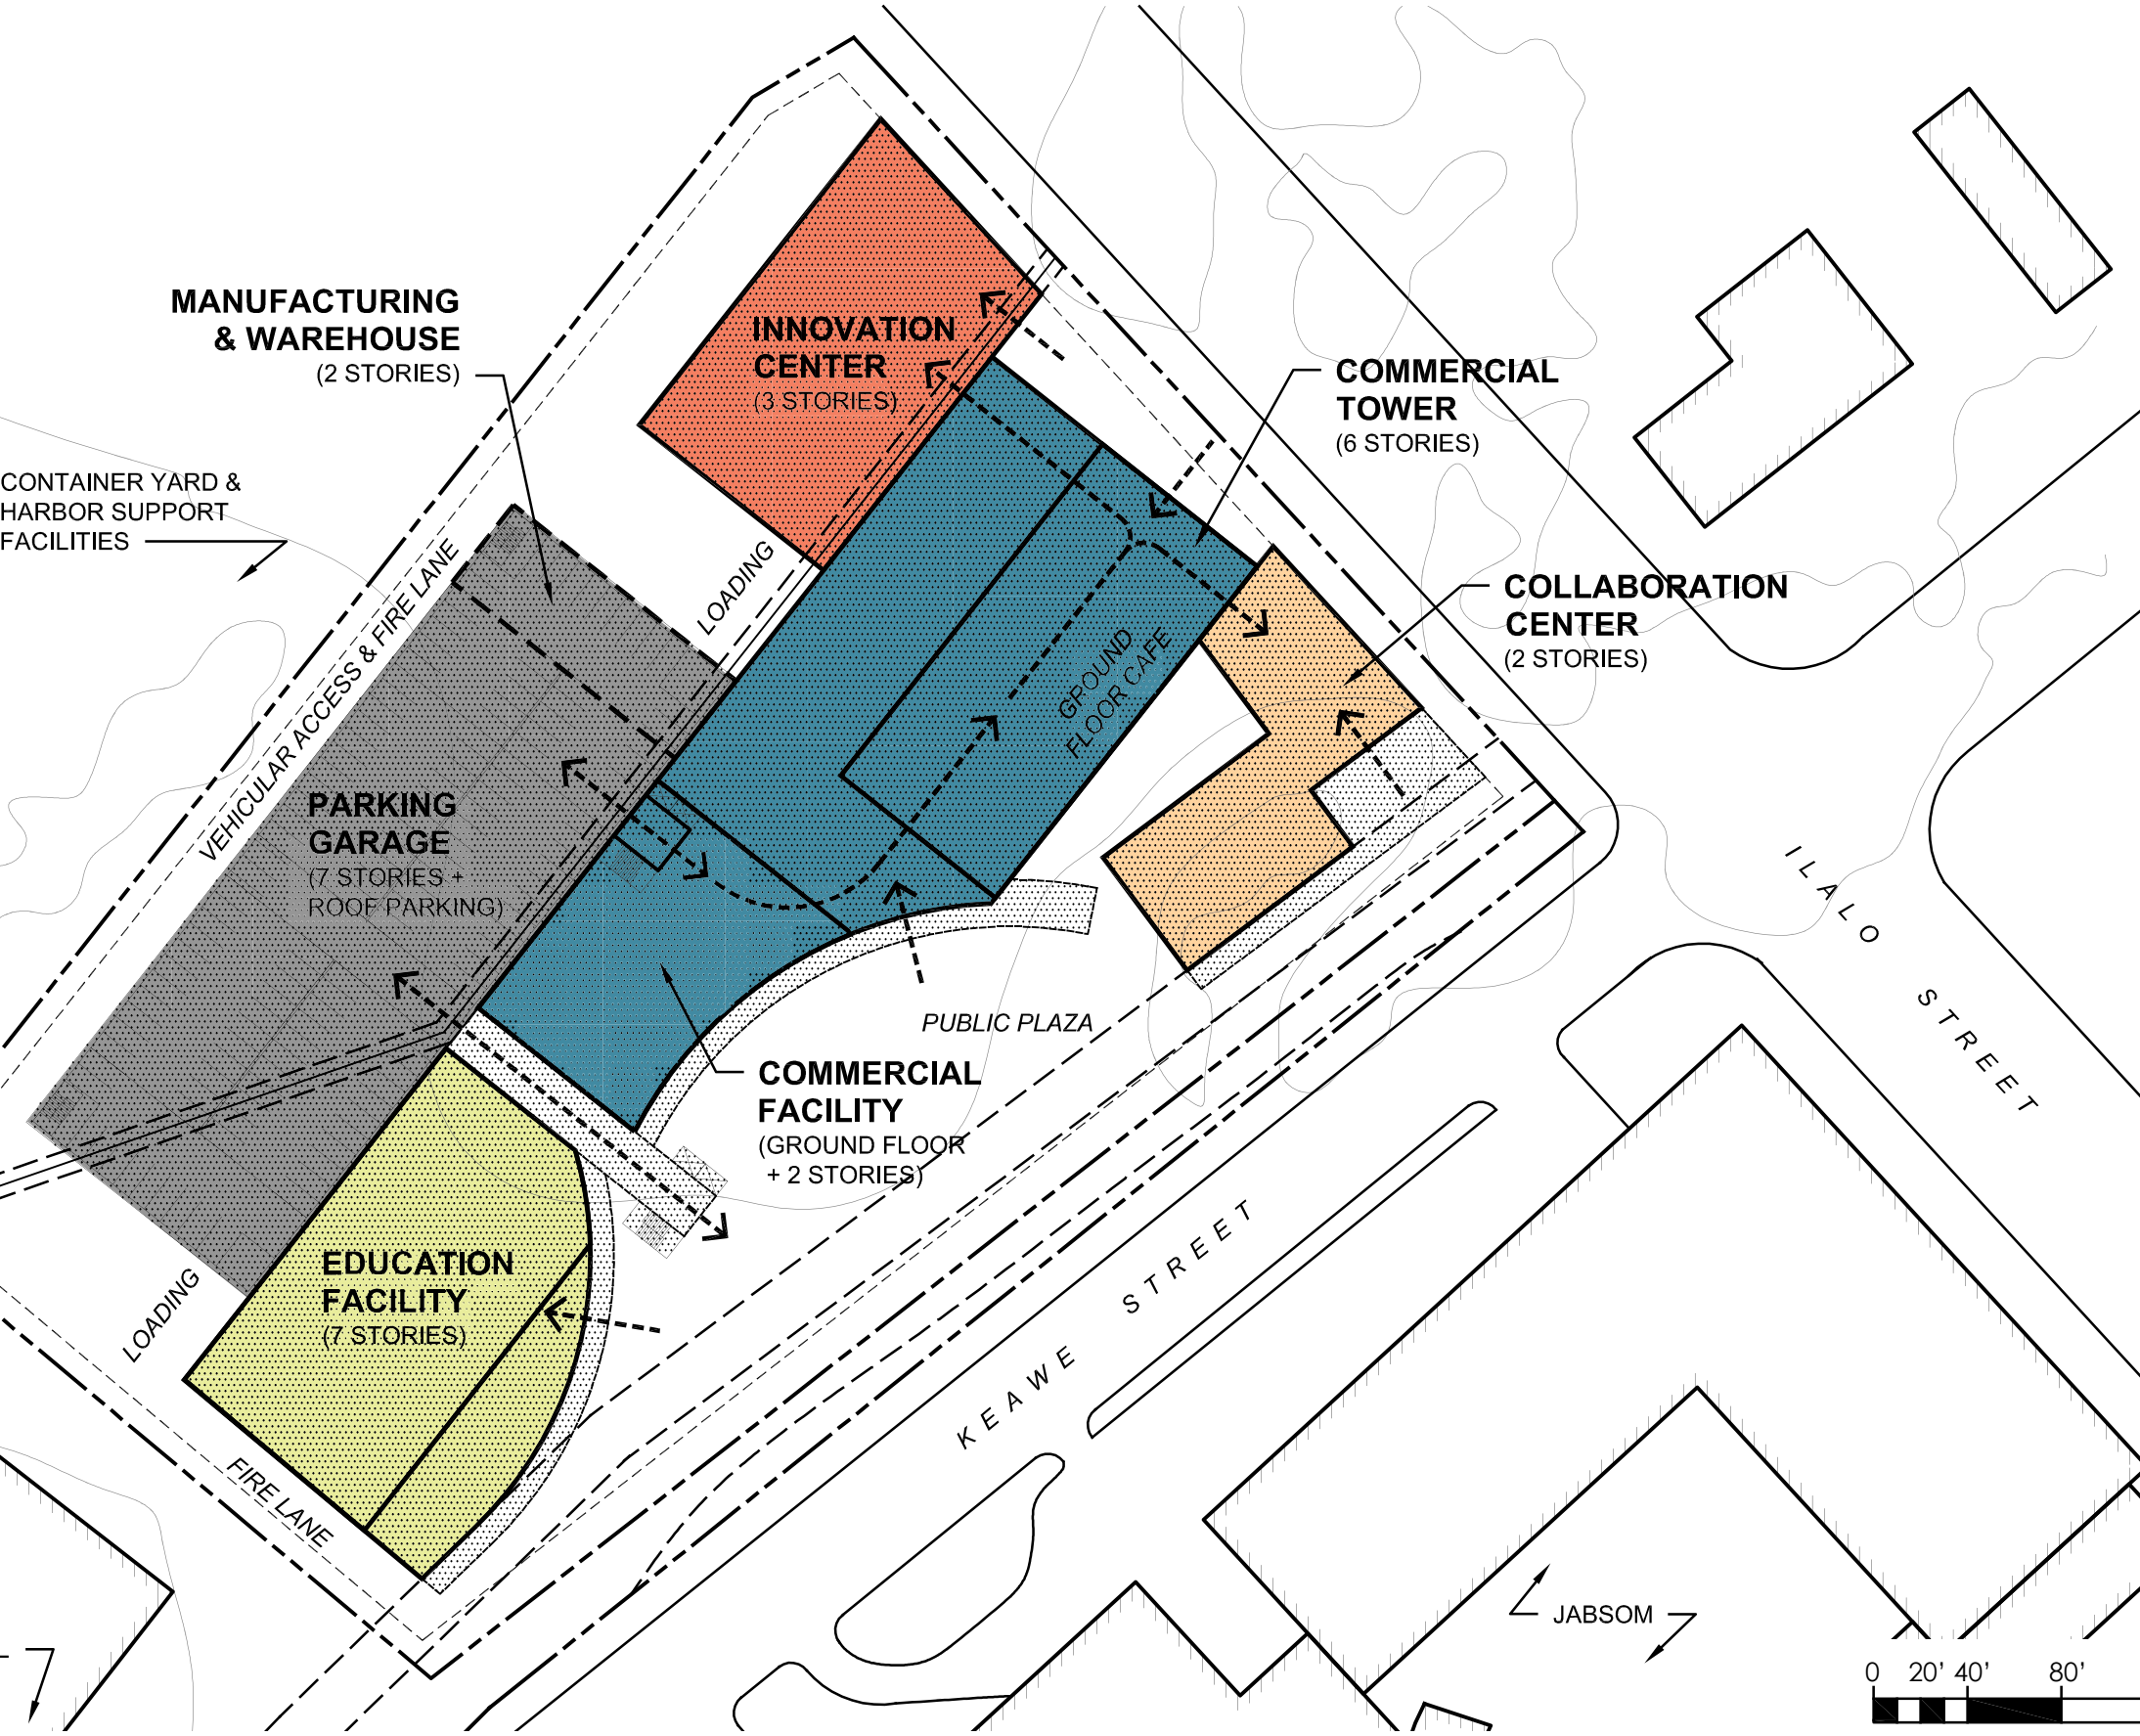 MANUFACTURING
& WAREHOUSE
(2 STORIES)
INNOVATION
CENTER
(3 STORIES)
COMMERCIAL
TOWER
(6 STORIES)
CONTAINER YARD &
HARBOR SUPPORT
FACILITIES
VEHICULAR ACCESS & FIRE LANE
LOADING
COLLABORATION
CENTER
(2 STORIES)
GROUND
FLOOR CAFE
PARKING
GARAGE
(7 STORIES +
ROOF PARKING)
ILALO STREET
PUBLIC PLAZA
COMMERCIAL
FACILITY
(GROUND FLOOR
+ 2 STORIES)
EDUCATION
FACILITY
(7 STORIES)
LOADING
KEAWE STREET
FIRE LANE
JABSOM
0 20' 40' 80'